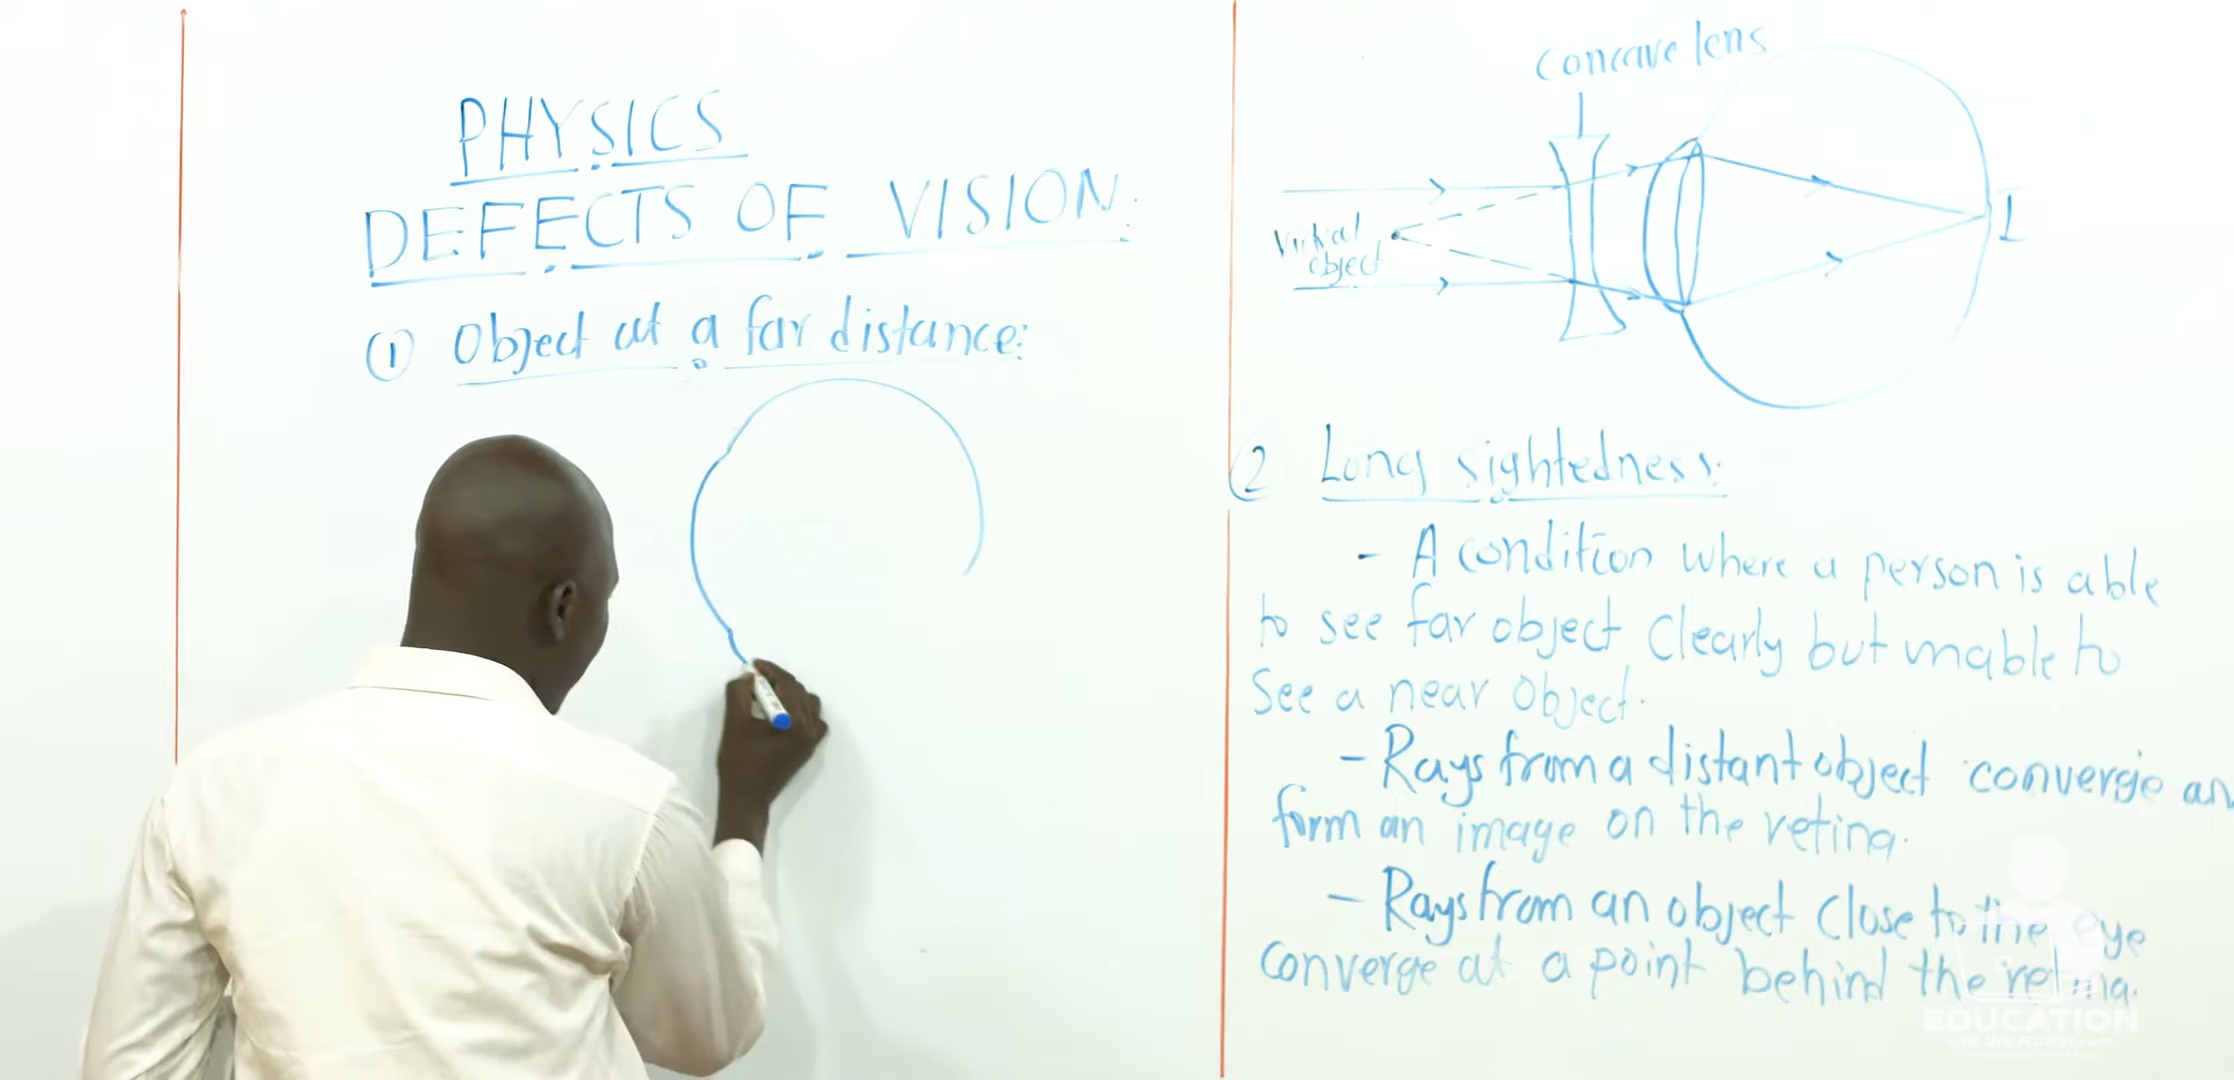 PHYSICS
DEFECTS OF VISION.
① Object at a far distance:
Concave lens
Virtual
object
I
② Long sightedness:
- A condition where a person is able
to see far object clearly but unable to
See a near object.
- Rays from a distant object converge an
form an image on the retina.
- Rays from an object close to the eye
converge at a point behind the retina.
EDUCATION